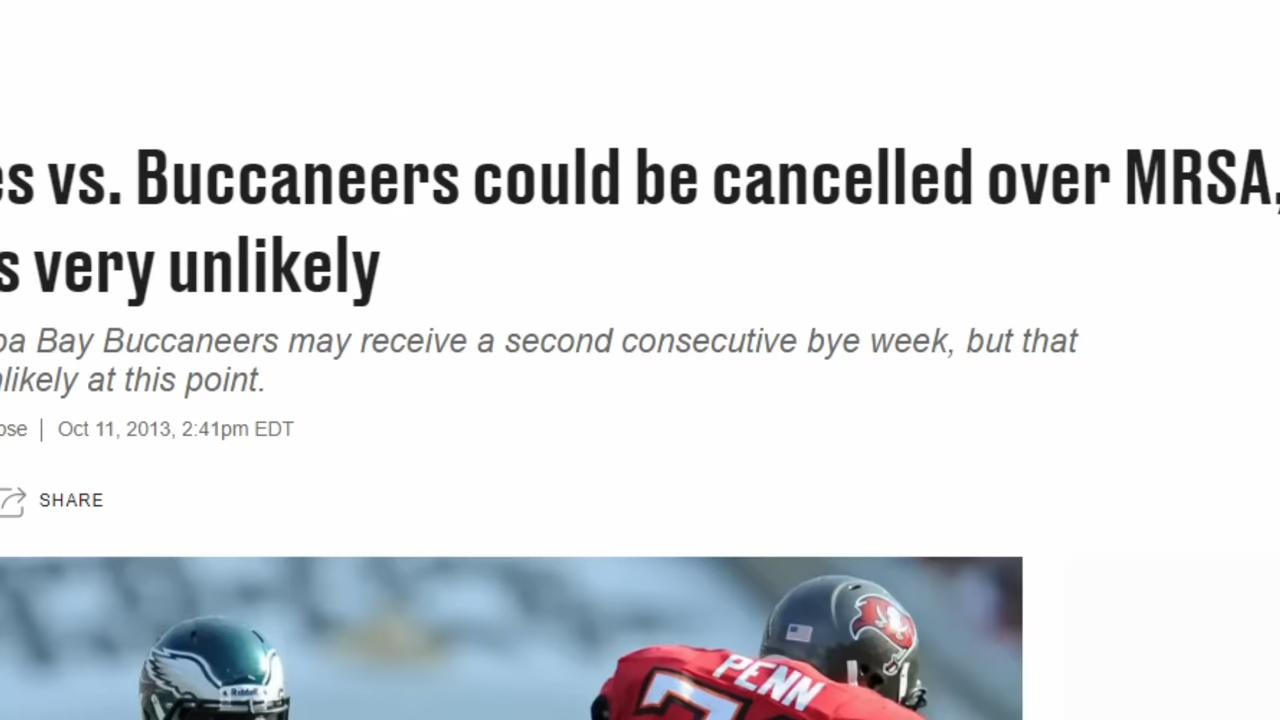 es vs. Buccaneers could be cancelled over MRSA,
s very unlikely
pa Bay Buccaneers may receive a second consecutive bye week, but that
nlikely at this point.
ose | Oct 11, 2013, 2:41pm EDT
SHARE
Riddell
PENN